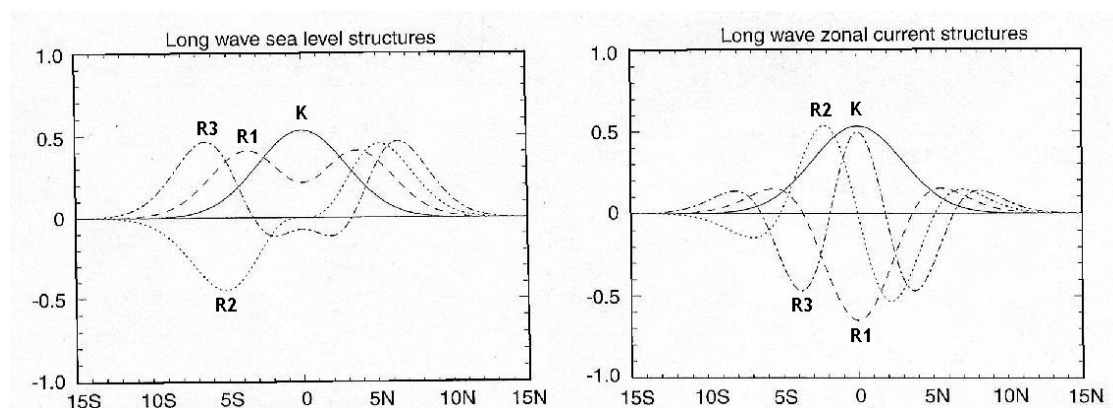 Long wave sea level structures
1.0
0.5
0
-0.5
-1.0
R3
R1
K
R2
15S
10S
5S
0
5N
10N
15N
Long wave zonal current structures
1.0
0.5
0
-0.5
-1.0
R2
K
R3
R1
15S
10S
5S
0
5N
10N
15N